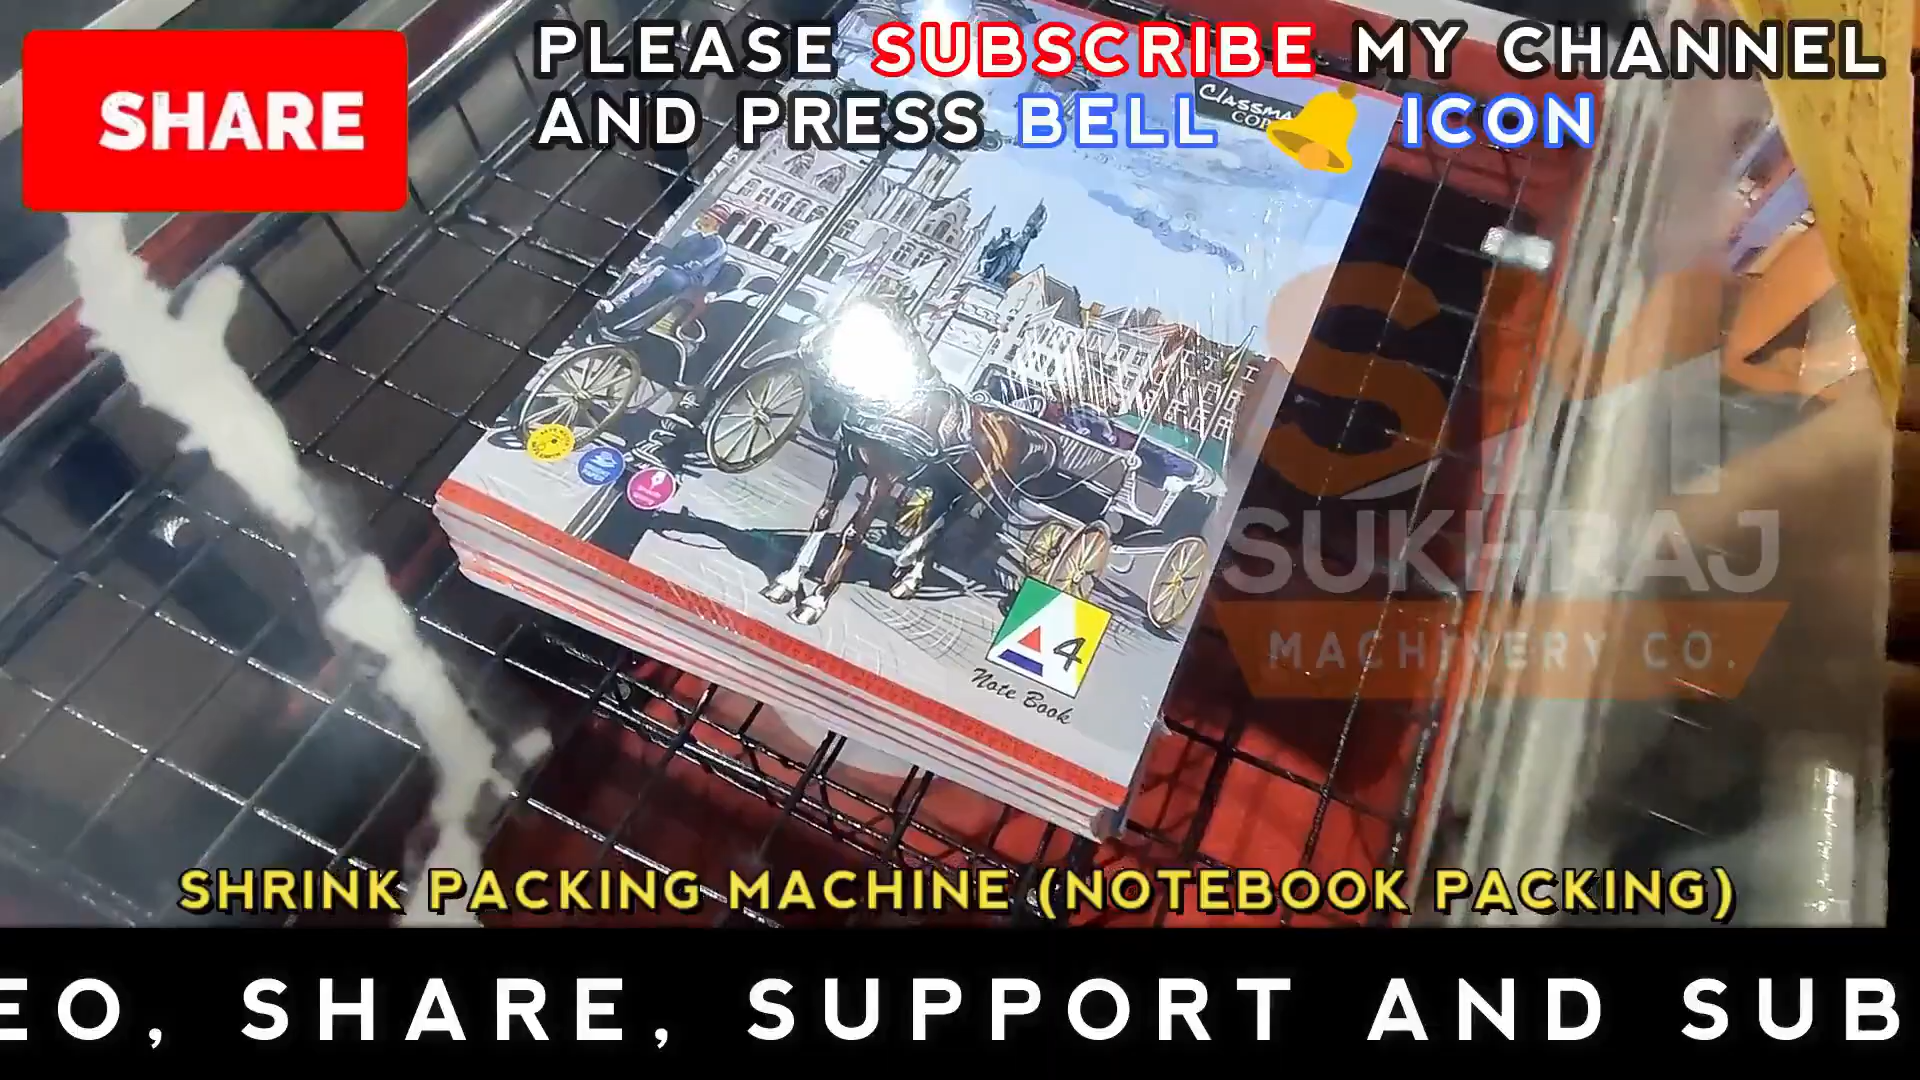 SHARE
PLEASE SUBSCRIBE MY CHANNEL
AND PRESS BELL ICON
SUKHRAJ
MACHINERY CO.
A4
Note Book
SHRINK PACKING MACHINE (NOTEBOOK PACKING)
EO, SHARE, SUPPORT AND SUB